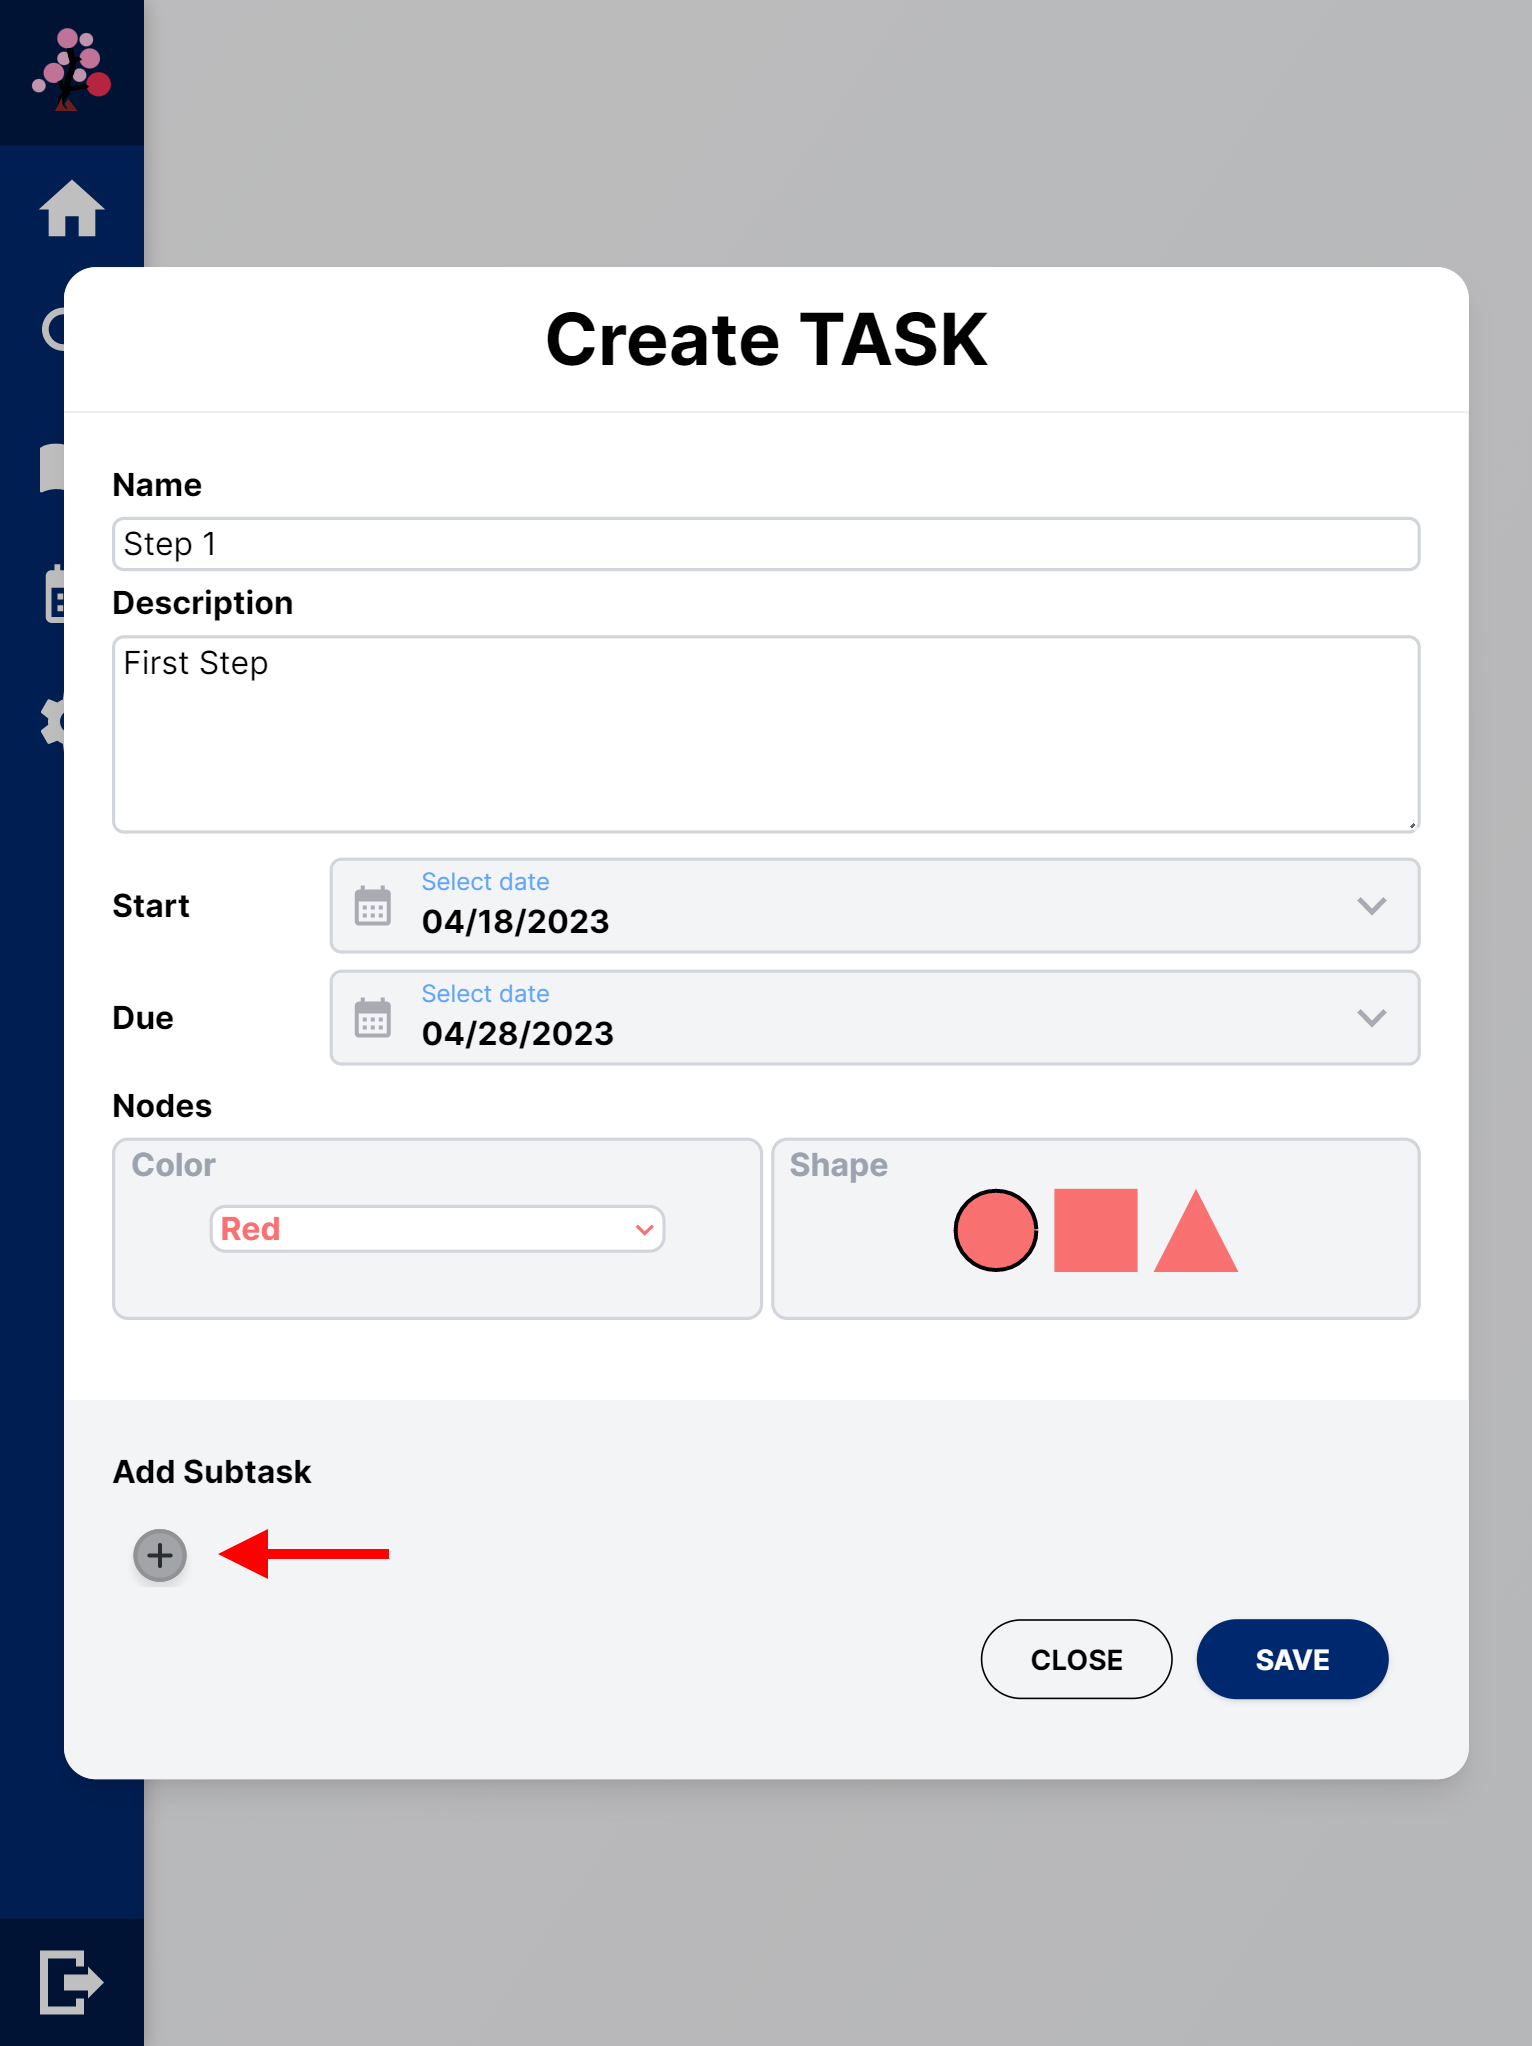 Create TASK
Name
Step 1
Description
First Step
Start
Select date
04/18/2023
Due
Select date
04/28/2023
Nodes
Color
Red
Shape
Add Subtask
CLOSE
SAVE